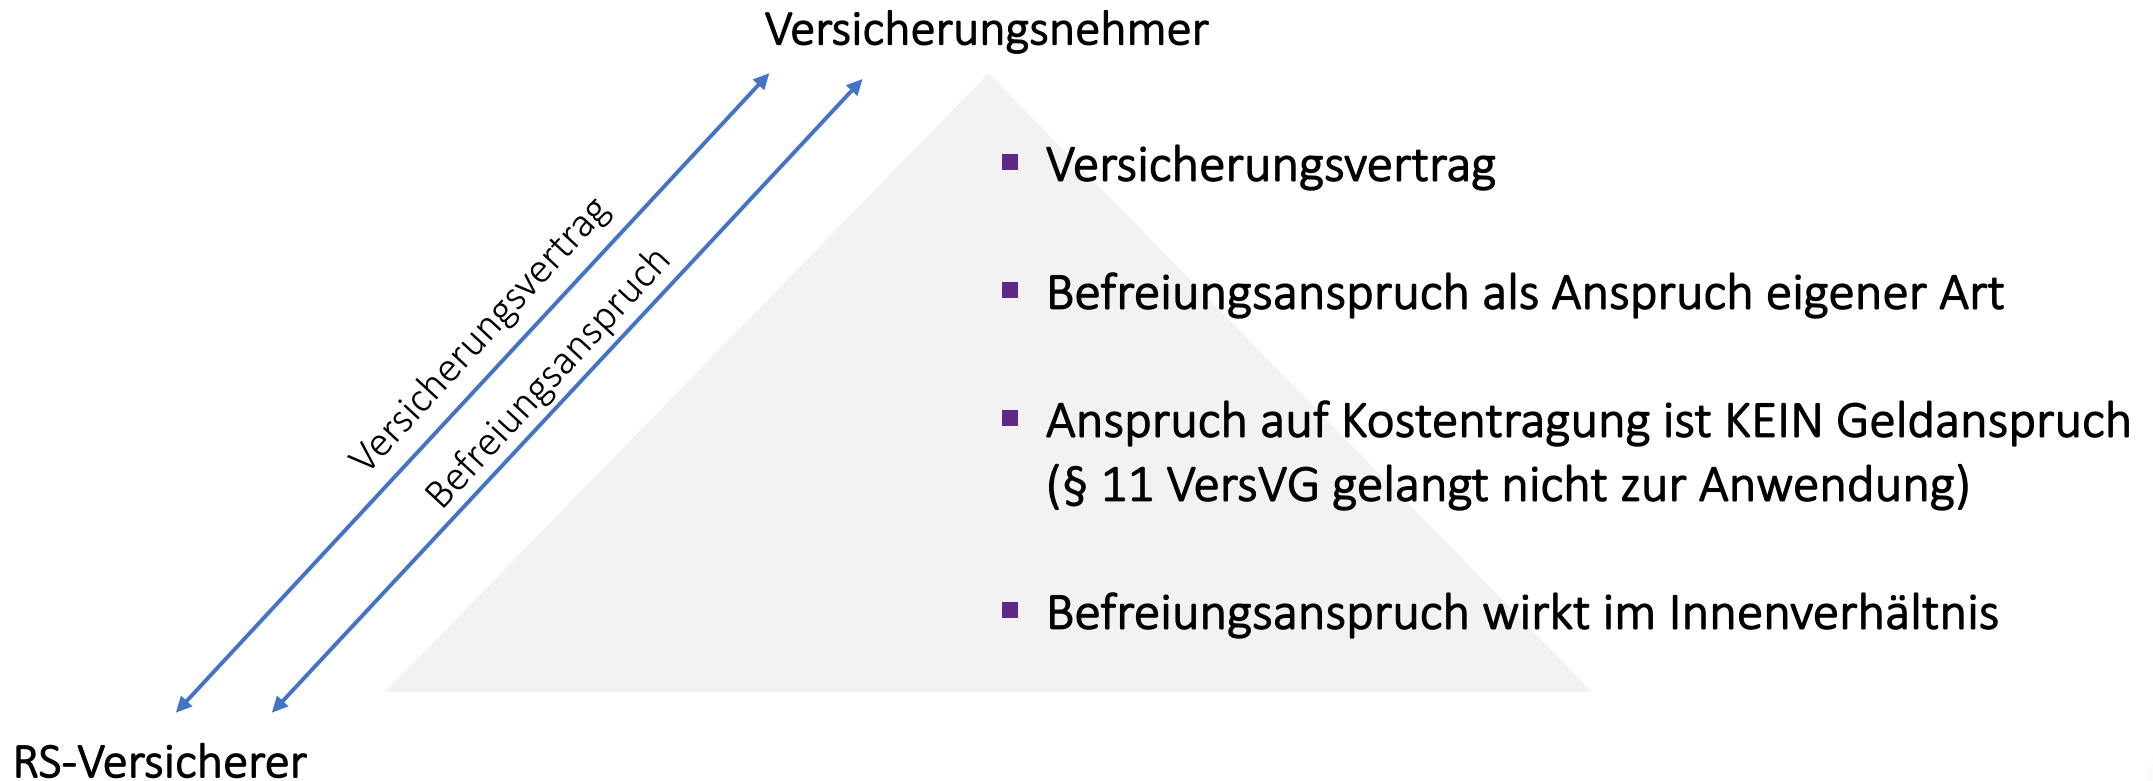 Versicherungsnehmer
Versicherungsvertrag
Befreiungsanspruch
Versicherungsvertrag
Befreiungsanspruch als Anspruch eigener Art
Anspruch auf Kostentragung ist KEIN Geldanspruch
(§ 11 VersVG gelangt nicht zur Anwendung)
Befreiungsanspruch wirkt im Innenverhältnis
RS-Versicherer